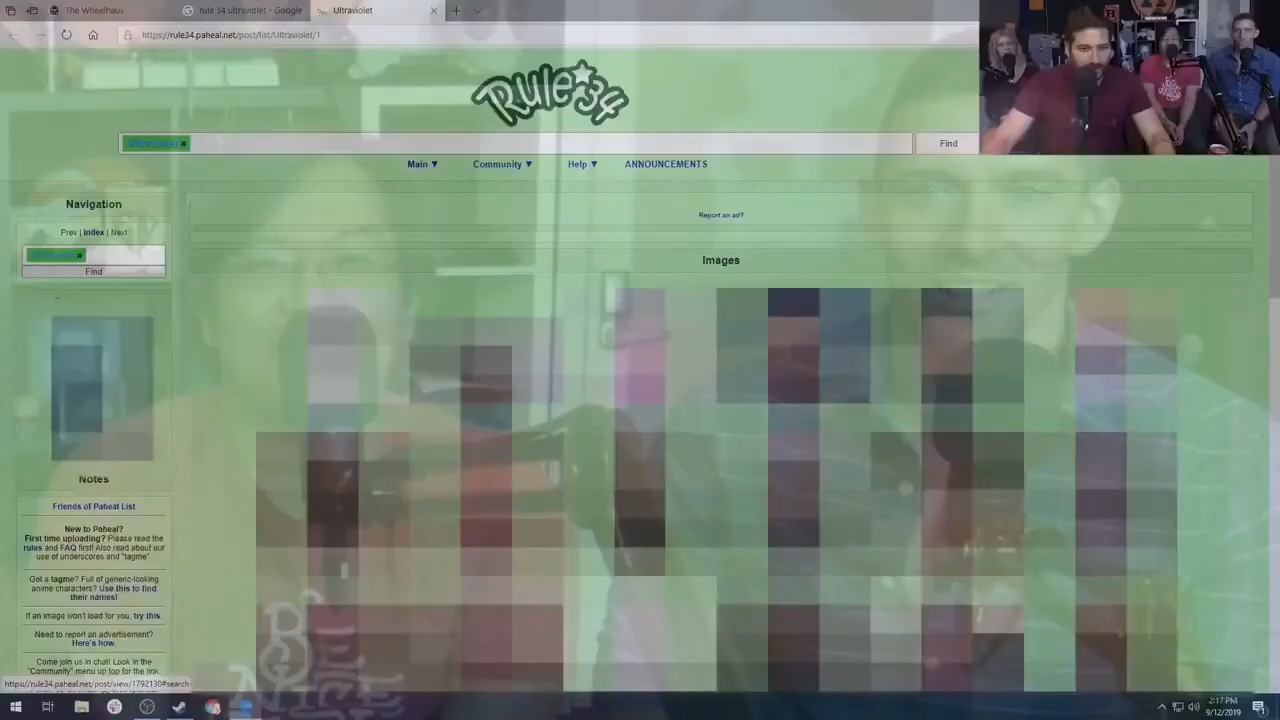 The Wheelhaus
rule 34 ultraviolet - Google
Ultraviolet
https://rule34.paheal.net/post/list/Ultraviolet/1
RULE 34
Find
Main ▼ Community ▼ Help ▼ ANNOUNCEMENTS
Navigation
Prev | Index | Next
Find
Report an ad?
Images
Notes
Friends of Paheal List
New to Paheal?
First time uploading? Please read the
rules and FAQ first! Also read about our
use of underscores and "tagme"
Got a tagme? Full of generic-looking
anime characters? Use this to find
their names!
If an image won't load for you, try this.
Need to report an advertisement?
Here's how.
Come join us in chat! Look in the
"Community" menu up top for the link.
https://rule34.paheal.net/post/view/1792130#search
2:17 PM
9/12/2019